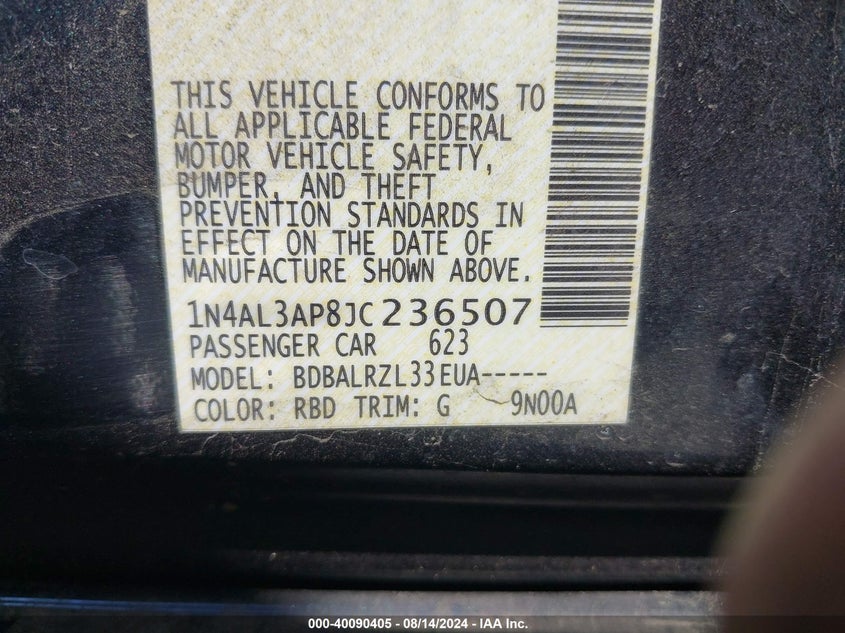 THIS VEHICLE CONFORMS TO
ALL APPLICABLE FEDERAL
MOTOR VEHICLE SAFETY,
BUMPER, AND THEFT
PREVENTION STANDARDS IN
EFFECT ON THE DATE OF
MANUFACTURE SHOWN ABOVE.
1N4AL3AP8JC236507
PASSENGER CAR 623
MODEL: BDBALRZL33EUA-----
COLOR: RBD TRIM: G 9N00A
000-40090405 - 08/14/2024 - IAA Inc.